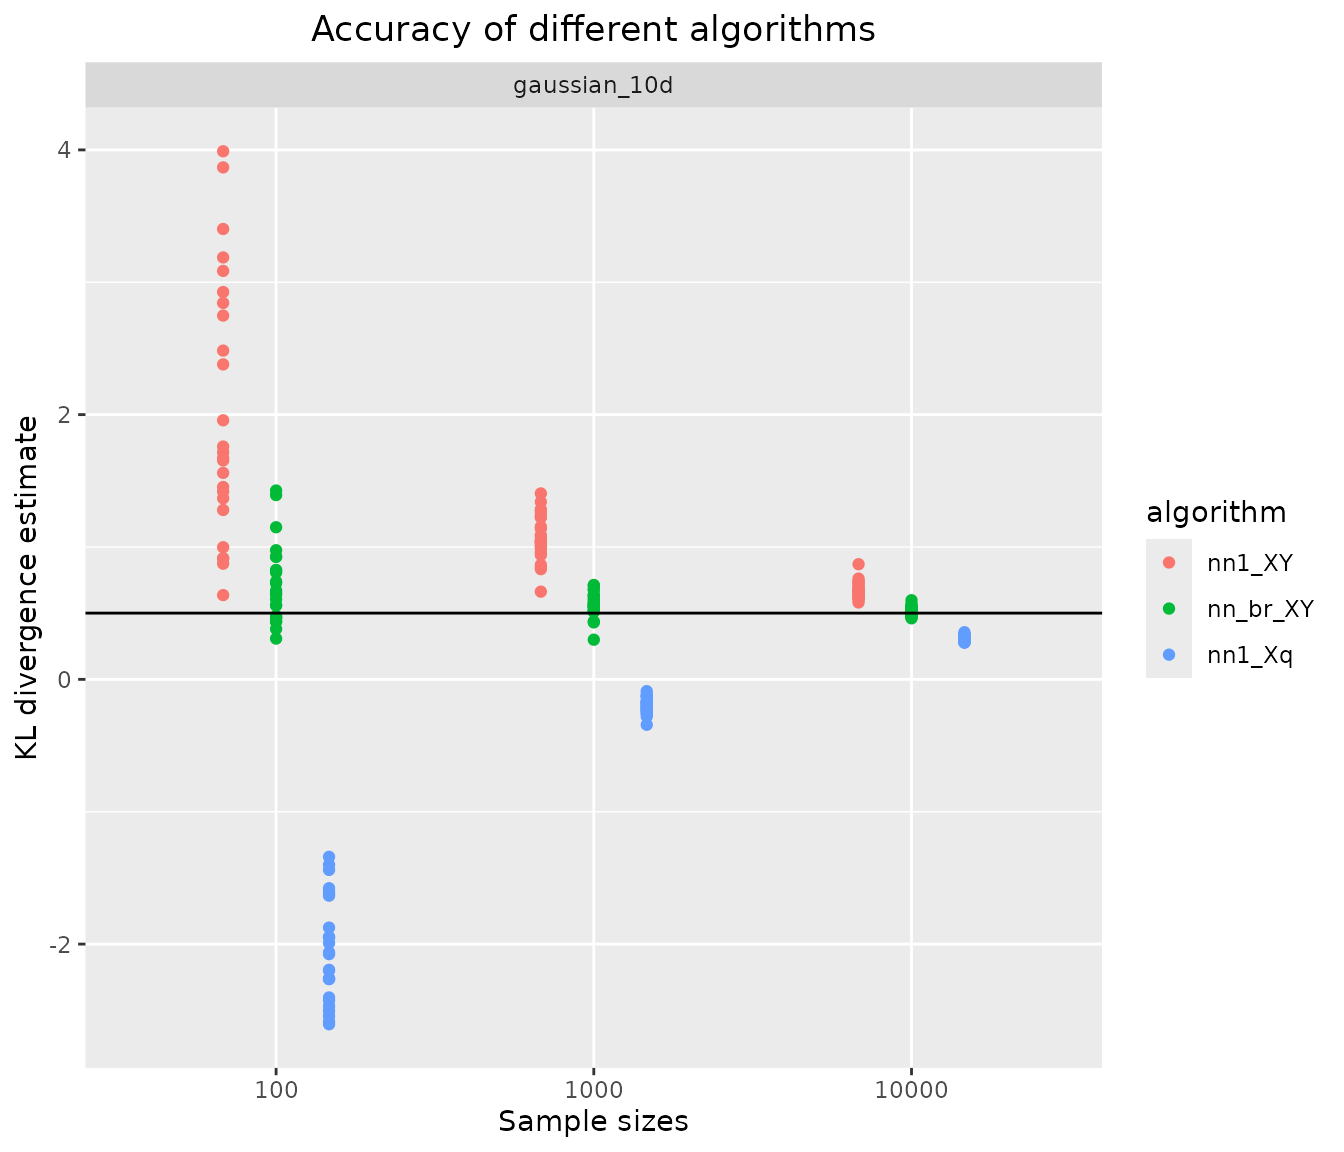 Accuracy of different algorithms
gaussian_10d
KL divergence estimate
4
2
0
-2
100
1000
10000
Sample sizes
algorithm
nn1_XY
nn_br_XY
nn1_Xq